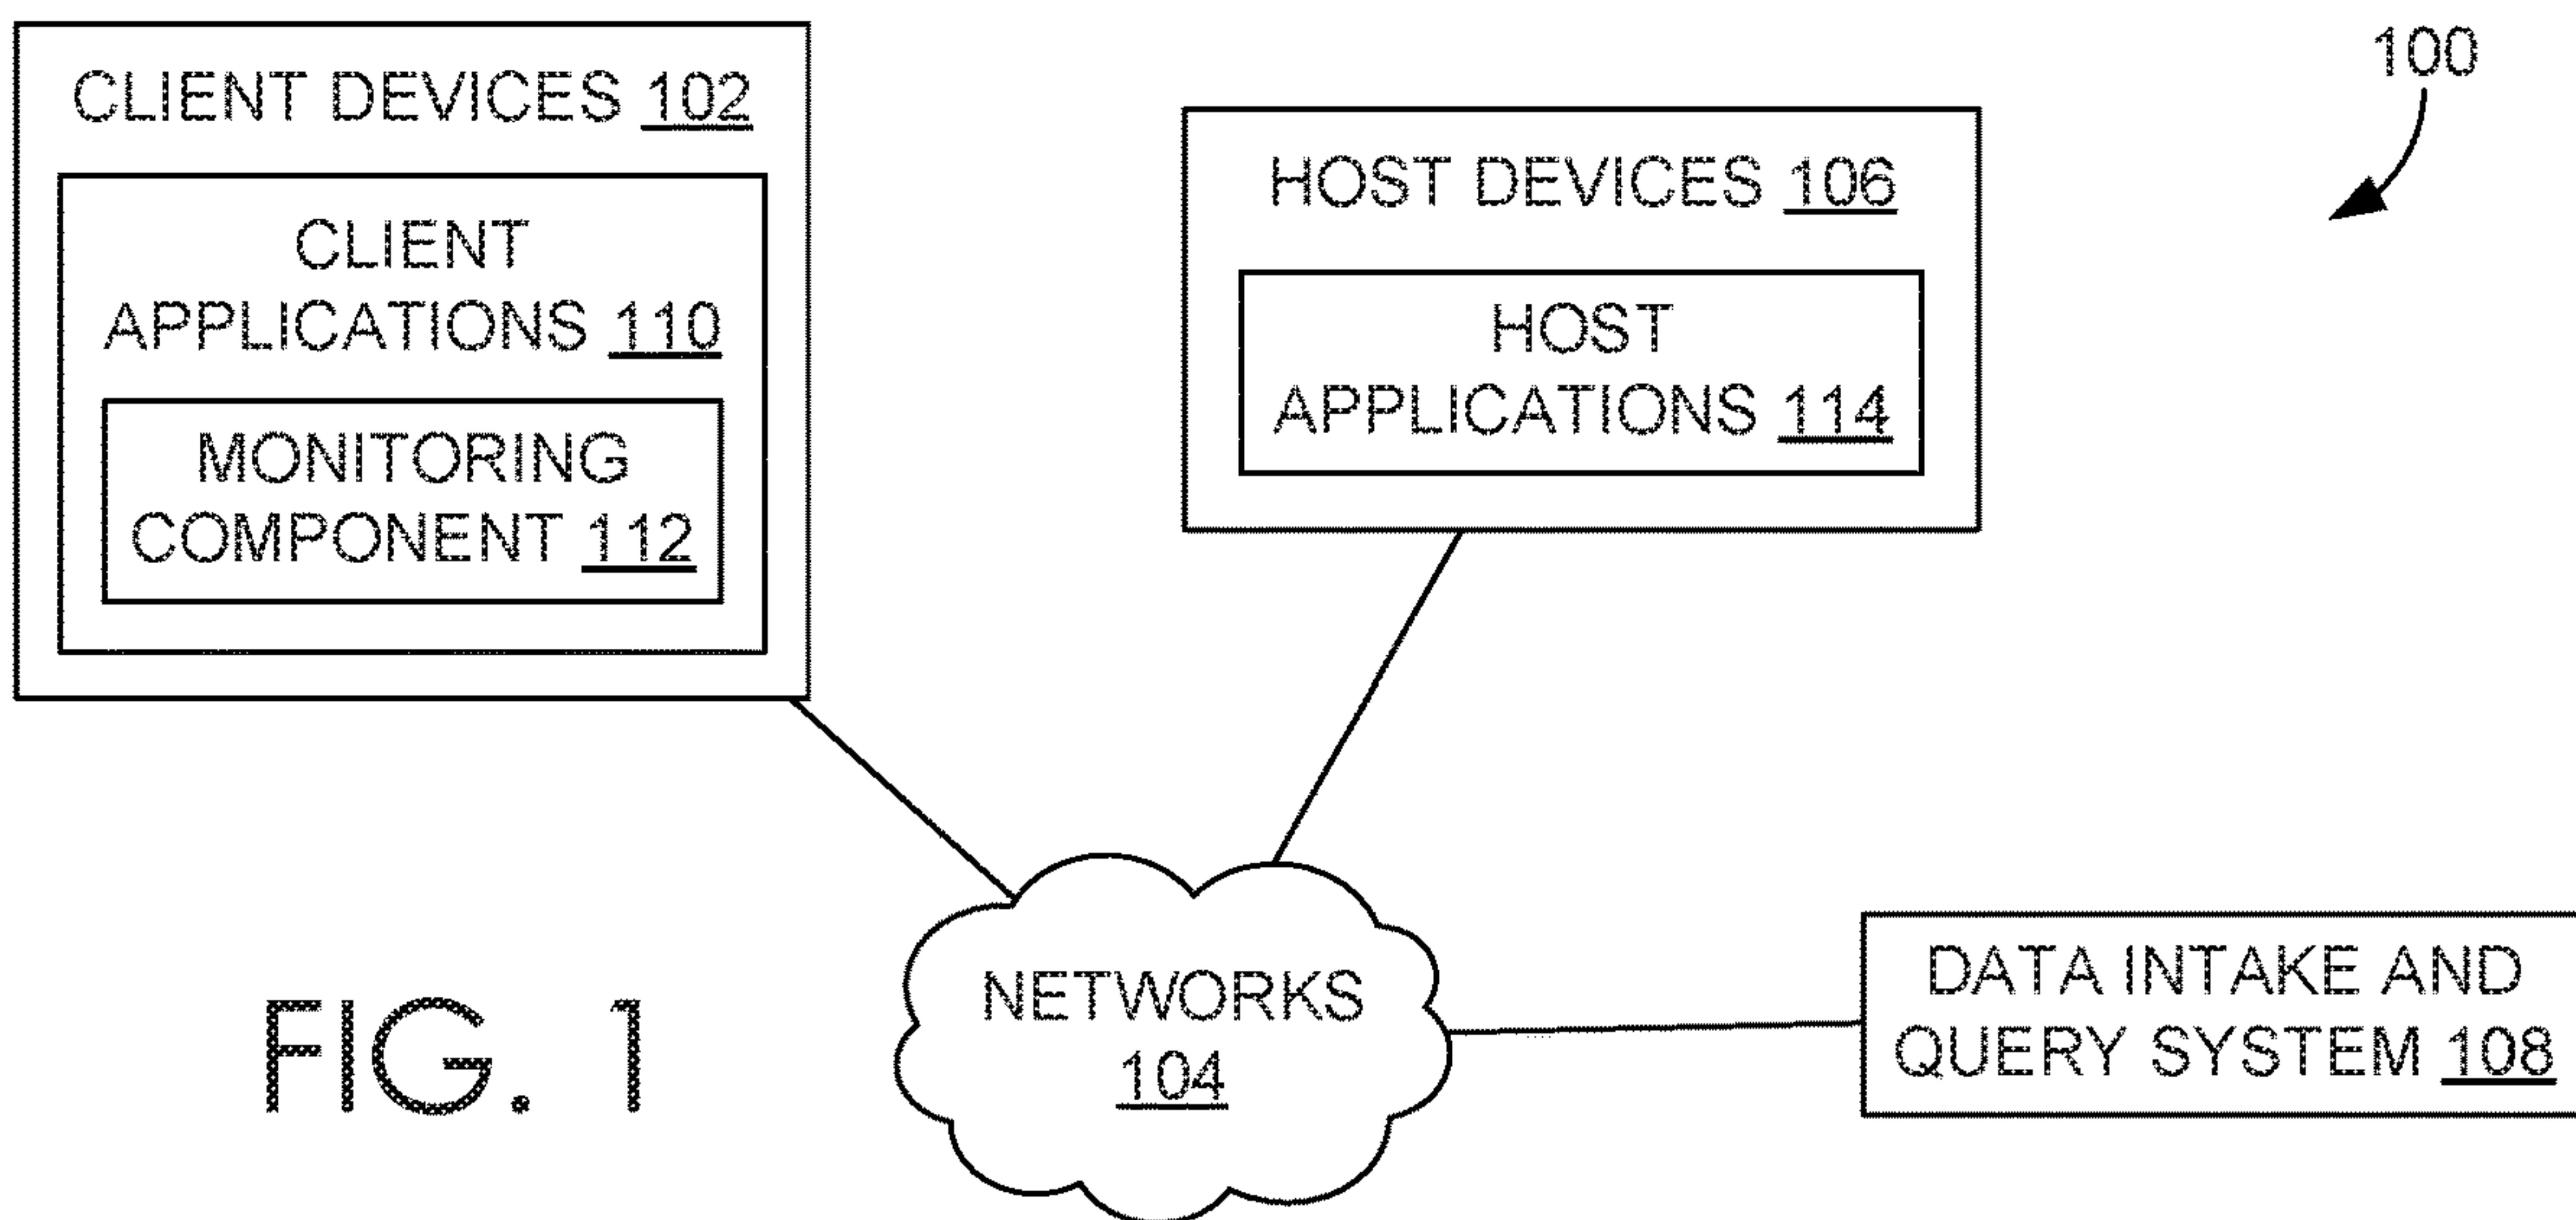 CLIENT DEVICES 102
CLIENT
APPLICATIONS 110
MONITORING
COMPONENT 112
HOST DEVICES 106
HOST
APPLICATIONS 114
100
NETWORKS
104
DATA INTAKE AND
QUERY SYSTEM 108
FIG. 1